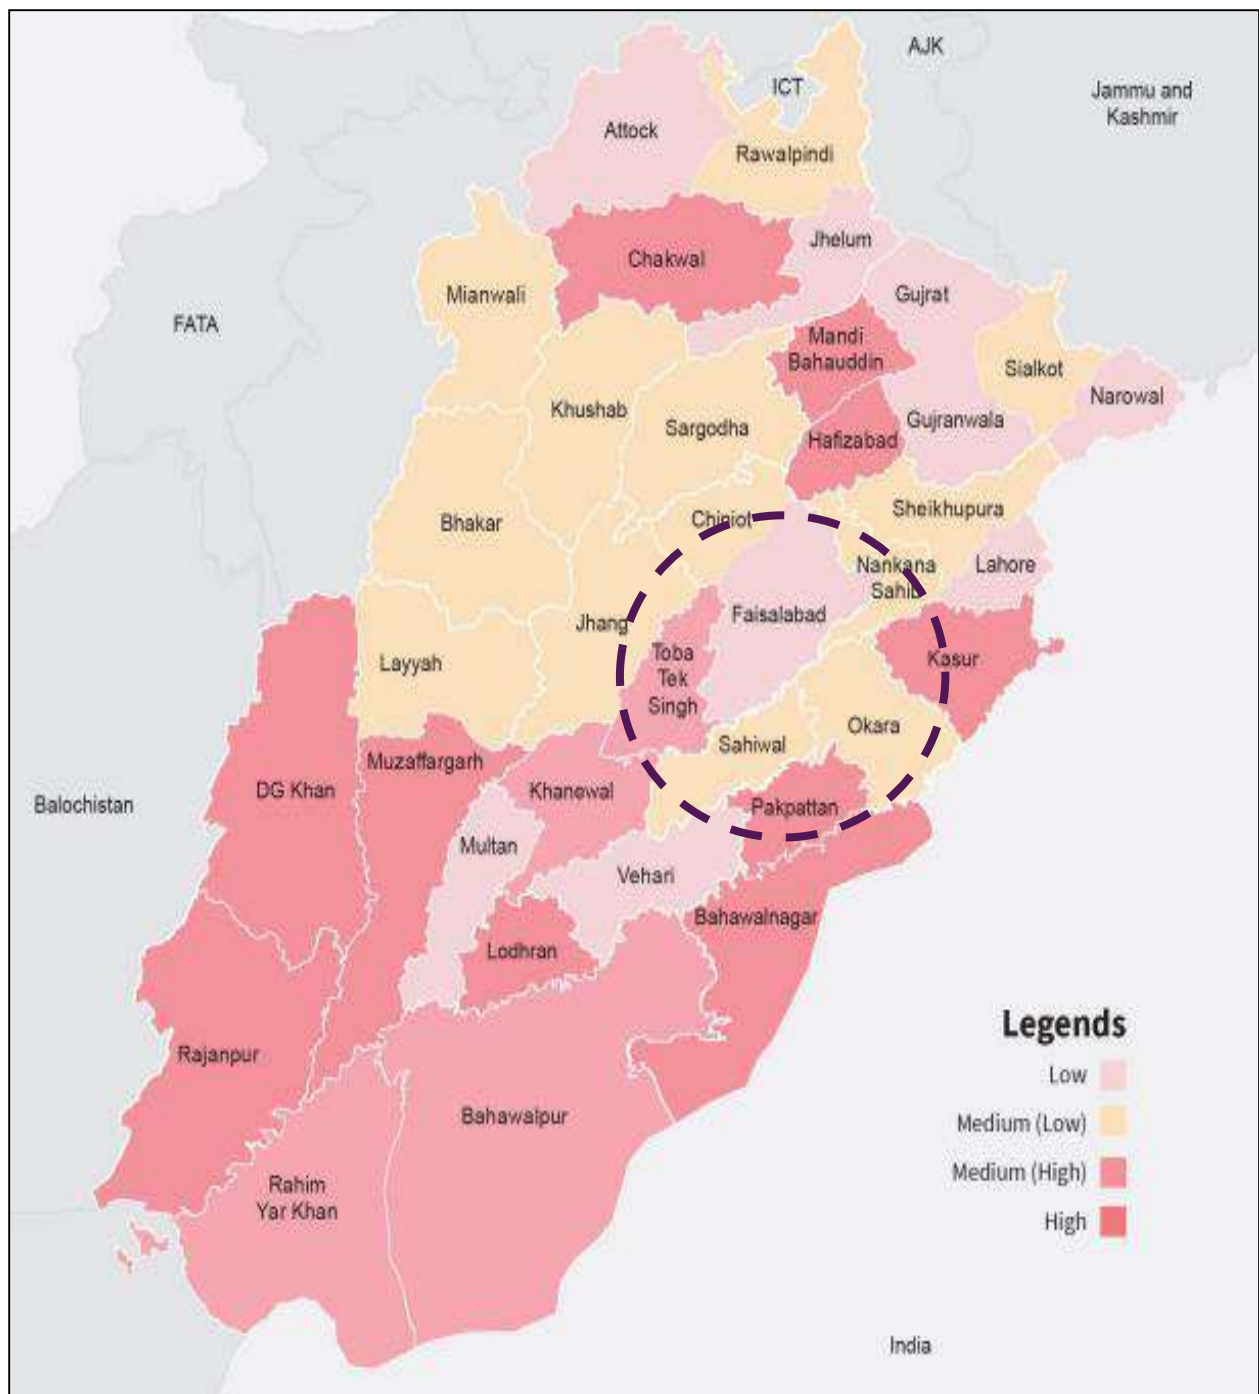 AJK
ICT
Jammu and
Kashmir
Attock
Rawalpindi
Jhelum
Chakwal
Mianwali
Gujrat
FATA
Mandi
Bahauddin
Sialkot
Narowal
Khushab
Sargodha
Gujranwala
Hafizabad
Bhakar
Chiniot
Sheikhupura
Nankana
Sahib
Lahore
Jhang
Faisalabad
Layyah
Toba
Tek
Singh
Kasur
Okara
Sahiwal
Muzaffargarh
DG Khan
Khanewal
Balochistan
Pakpattan
Multan
Vehari
Bahawalnagar
Lodhran
Rajanpur
Bahawalpur
Rahim
Yar Khan
Legends
Low
Medium (Low)
Medium (High)
High
India